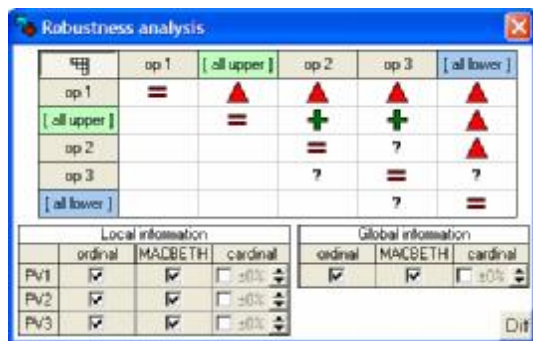 Robustness analysis
op 1 [ all upper ] op 2 op 3 [ all lower ]
op 1 =
[ all upper ] = + +
op 2 = ?
op 3 ? = ?
[ all lower ] ? =
Local information Global information
ordinal MACBETH cardinal ordinal MACBETH cardinal
PV1 ±0% ±0%
PV2 ±0%
PV3 ±0%
Dif